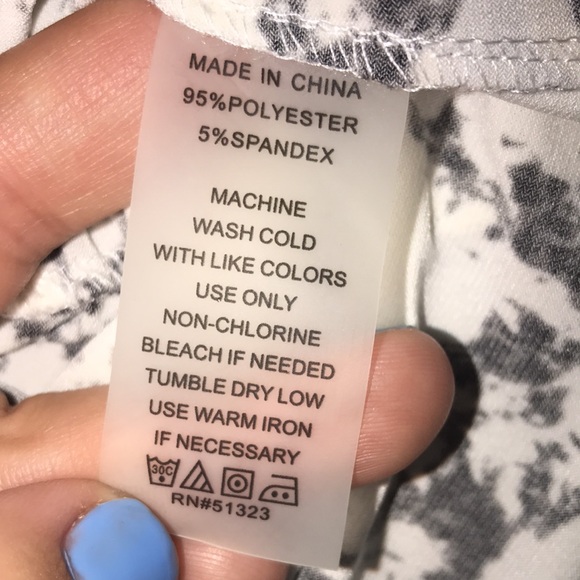 MADE IN CHINA
95%POLYESTER
5%SPANDEX
MACHINE
WASH COLD
WITH LIKE COLORS
USE ONLY
NON-CHLORINE
BLEACH IF NEEDED
TUMBLE DRY LOW
USE WARM IRON
IF NECESSARY
30C
RN#51323